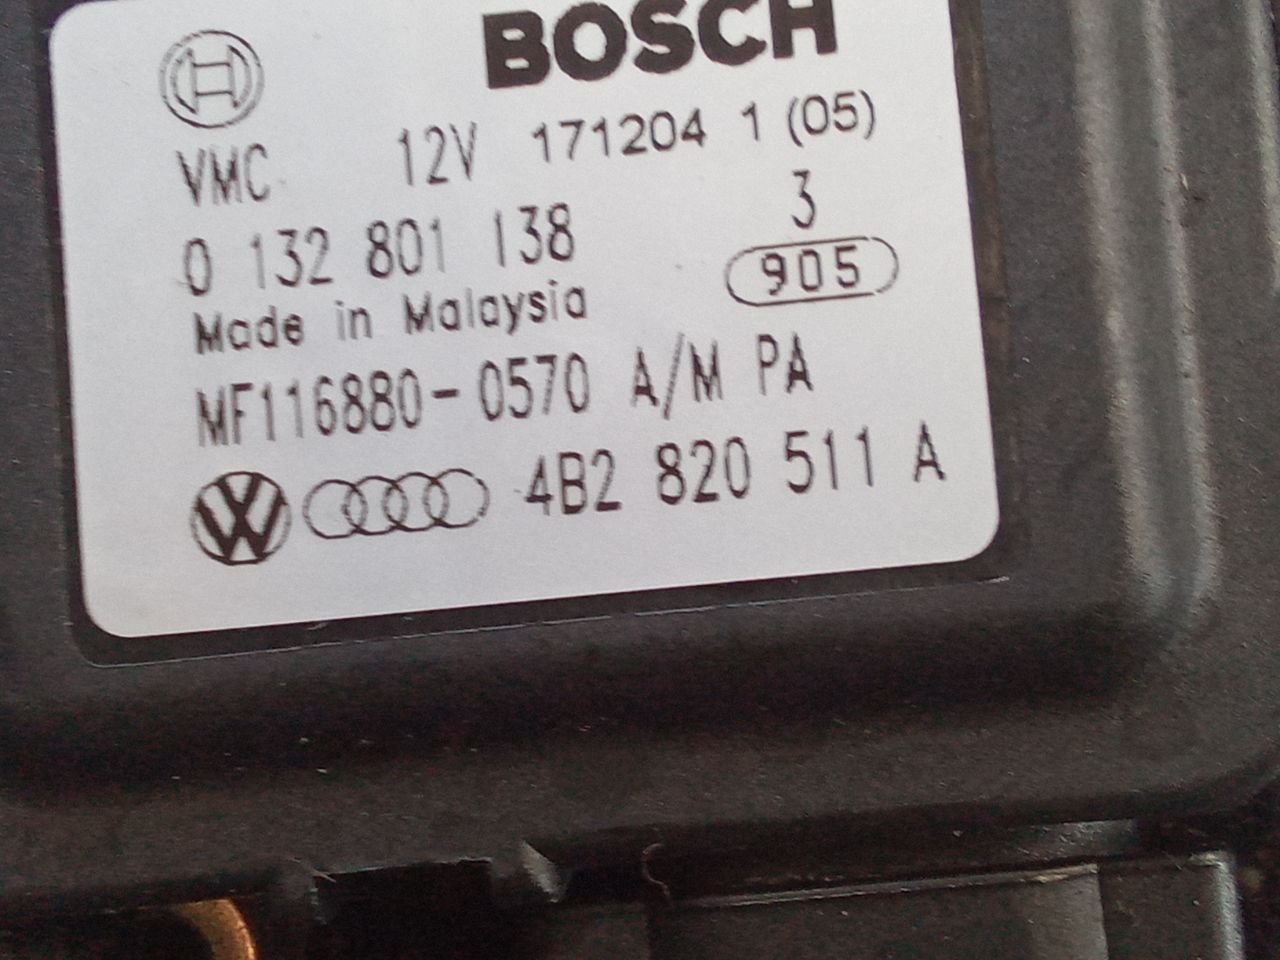 BOSCH
VMC 12V 171204 1 (05)
0 132 801 138 3
905
Made in Malaysia
MF116880-0570 A/M PA
4B2 820 511 A